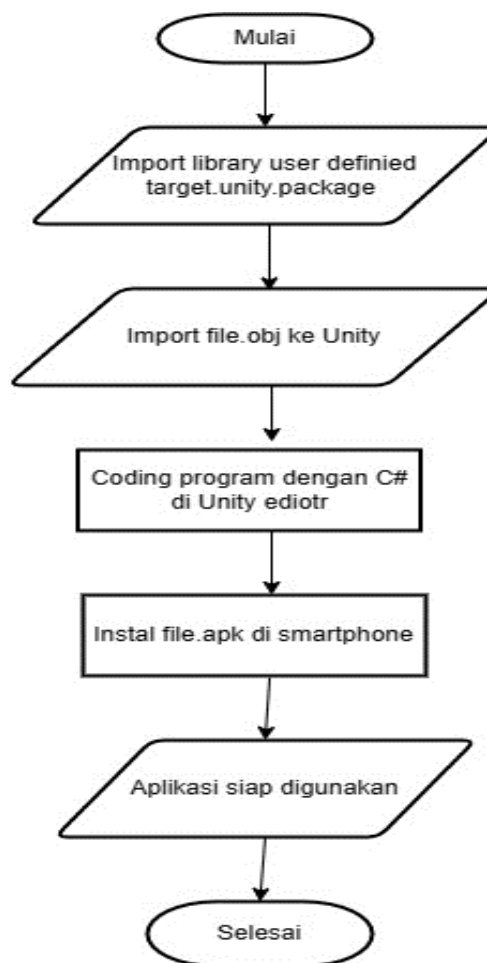 Mulai
Import library user definied
target.unity.package
Import file.obj ke Unity
Coding program dengan C#
di Unity ediotr
Instal file.apk di smartphone
Aplikasi siap digunakan
Selesai